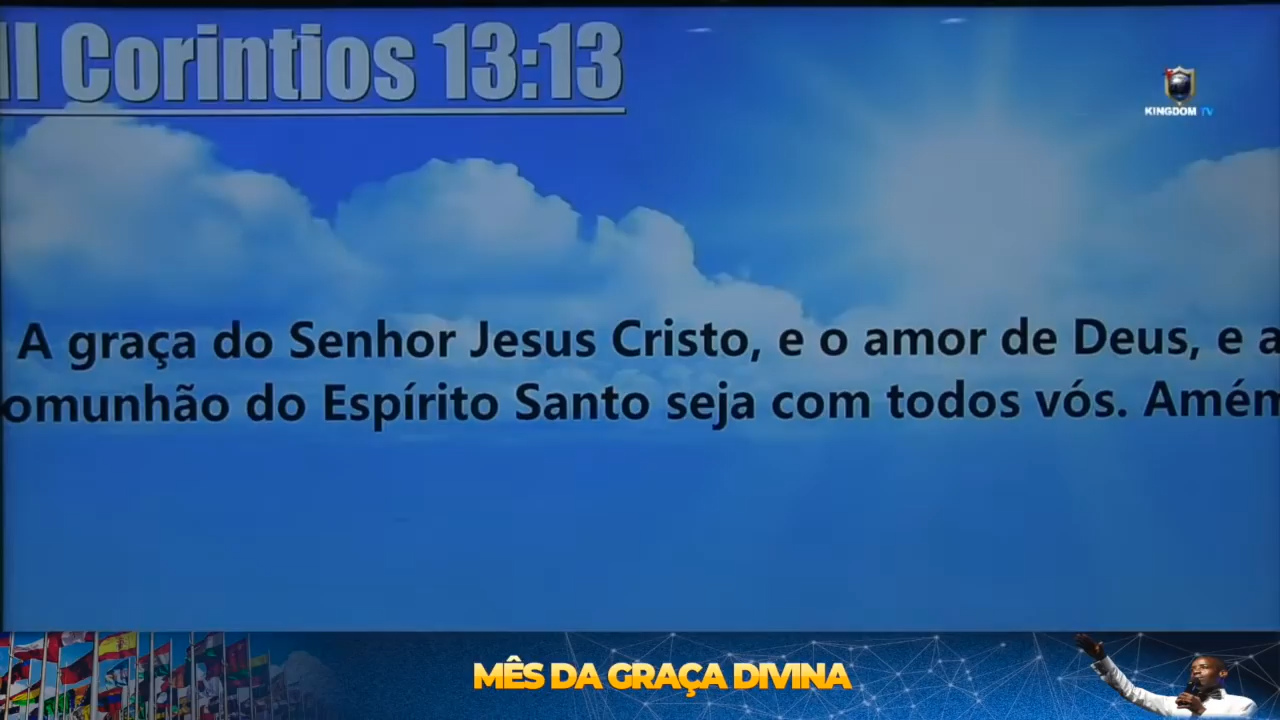 II Corintios 13:13
KINGDOM TV
A graça do Senhor Jesus Cristo, e o amor de Deus, e a
omunhão do Espírito Santo seja com todos vós. Amém
MÊS DA GRAÇA DIVINA